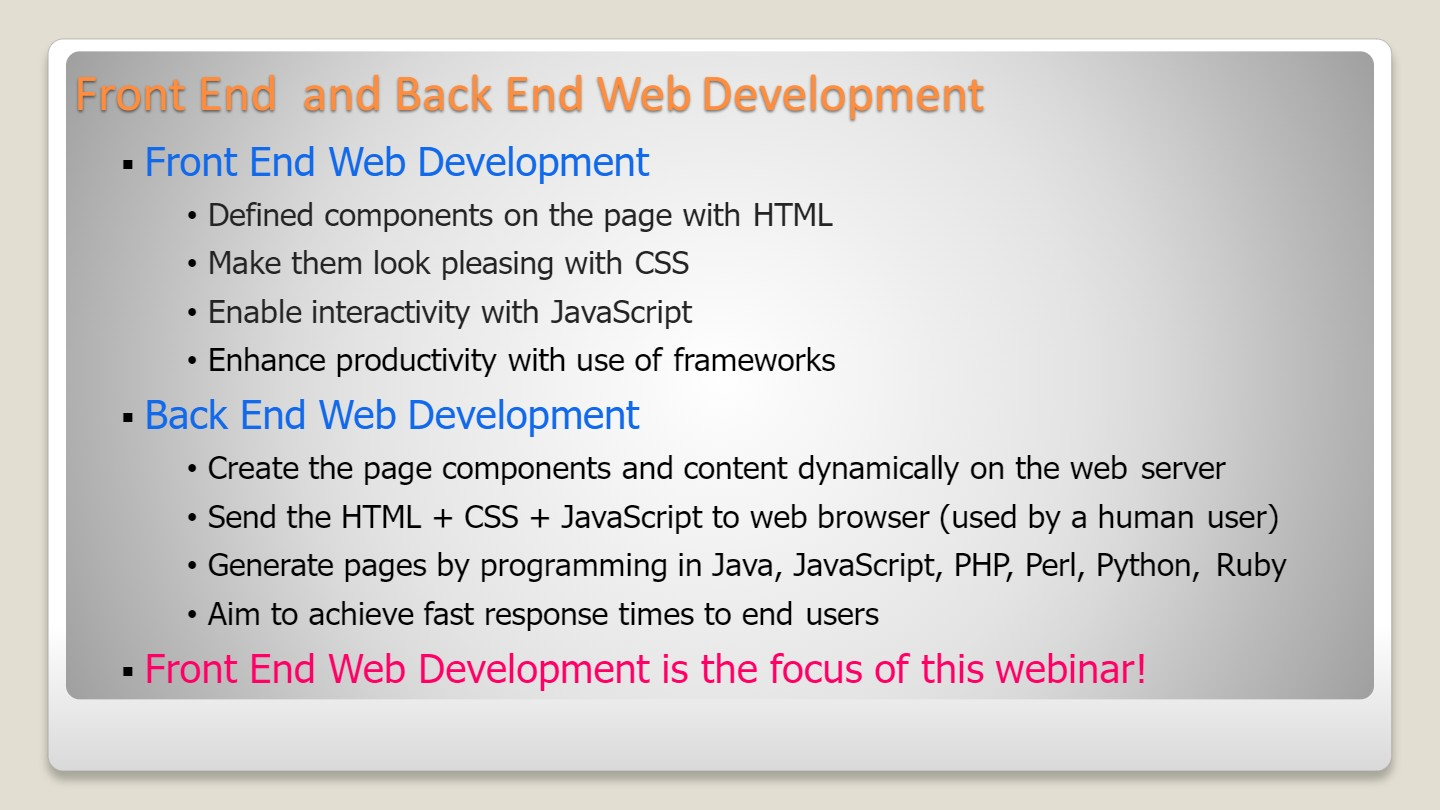 Front End  and Back End Web Development
▪ Front End Web Development
• Defined components on the page with HTML
• Make them look pleasing with CSS
• Enable interactivity with JavaScript
• Enhance productivity with use of frameworks
▪ Back End Web Development
• Create the page components and content dynamically on the web server
• Send the HTML + CSS + JavaScript to web browser (used by a human user)
• Generate pages by programming in Java, JavaScript, PHP, Perl, Python, Ruby
• Aim to achieve fast response times to end users
▪ Front End Web Development is the focus of this webinar!